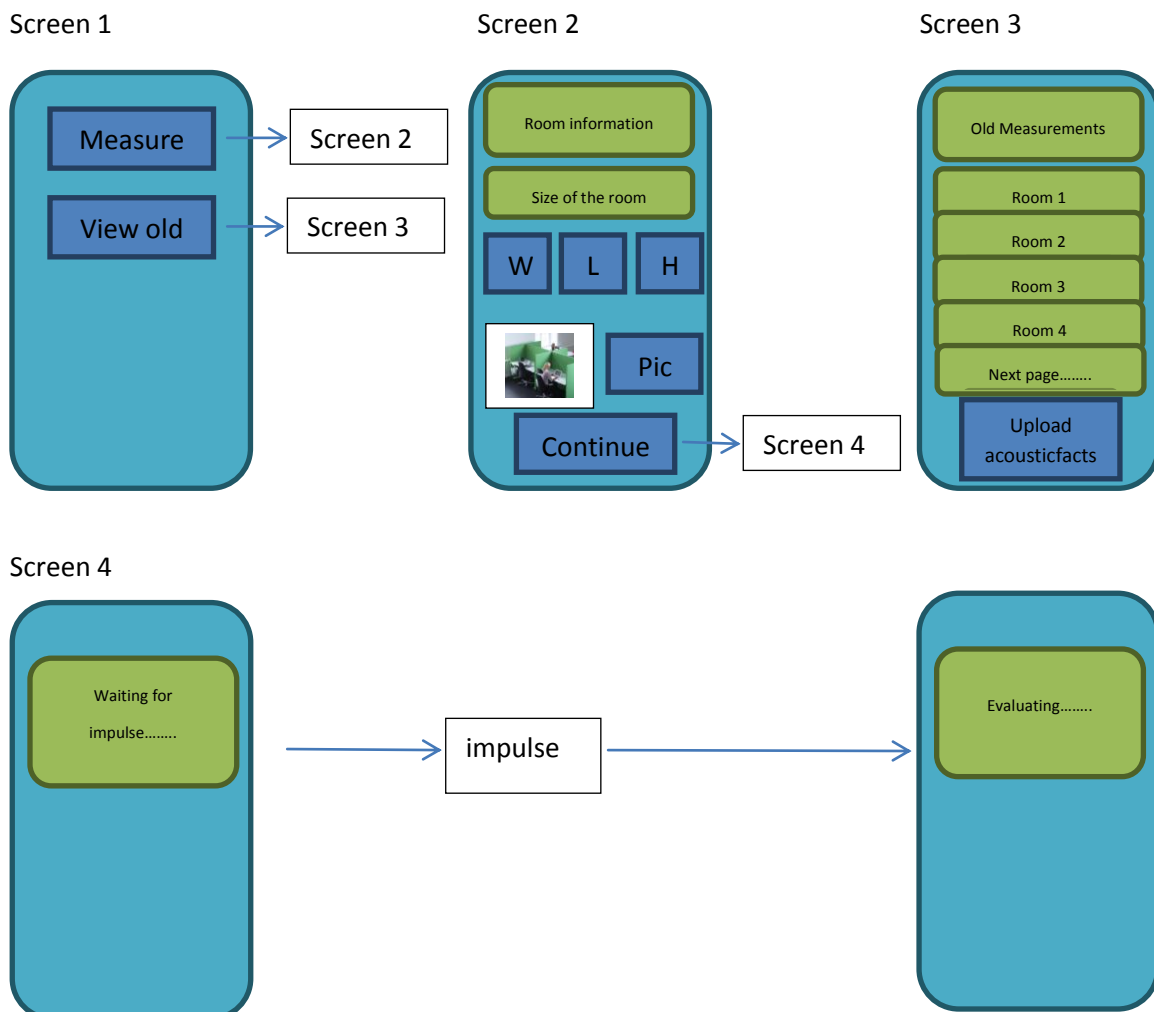 Screen 1
Screen 2
Screen 3
Measure
Screen 2
View old
Screen 3
Room information
Size of the room
W
L
H
Pic
Continue
Screen 4
Old Measurements
Room 1
Room 2
Room 3
Room 4
Next page........
Upload
acousticfacts
Screen 4
Waiting for
impulse........
impulse
Evaluating........